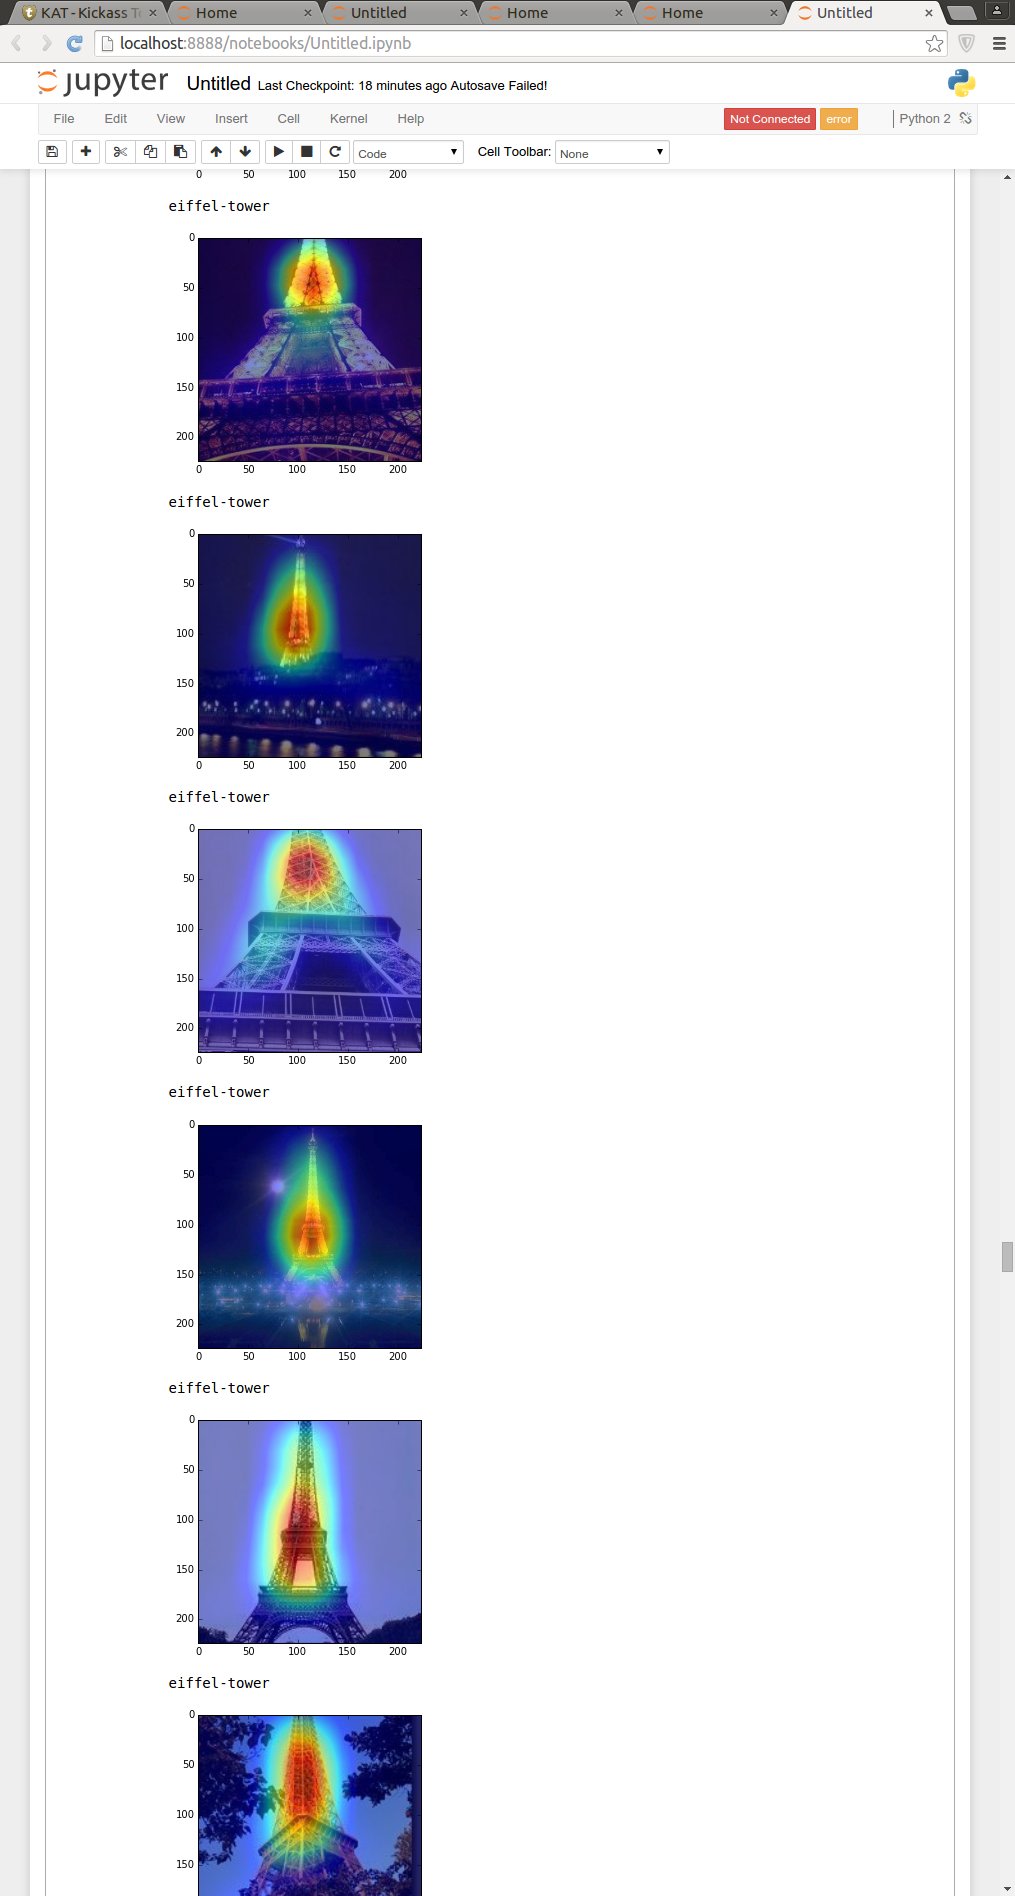 KAT - Kickass T
Home
Untitled
Home
Home
Untitled
localhost:8888/notebooks/Untitled.ipynb
jupyter Untitled Last Checkpoint: 18 minutes ago Autosave Failed!
File Edit View Insert Cell Kernel Help Not Connected error Python 2
Code Cell Toolbar: None
0 50 100 150 200
eiffel-tower
0
50
100
150
200
0 50 100 150 200
eiffel-tower
0
50
100
150
200
0 50 100 150 200
eiffel-tower
0
50
100
150
200
0 50 100 150 200
eiffel-tower
0
50
100
150
200
0 50 100 150 200
eiffel-tower
0
50
100
150
200
0 50 100 150 200
eiffel-tower
0
50
100
150